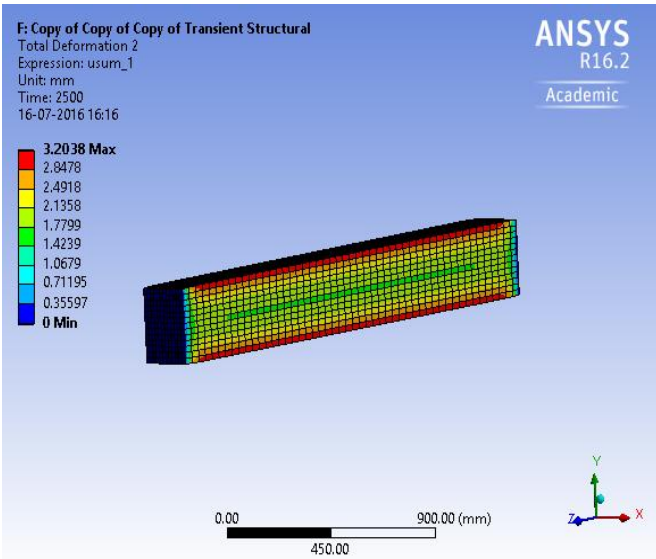 F: Copy of Copy of Copy of Transient Structural
Total Deformation 2
Expression: usum_1
Unit: mm
Time: 2500
16-07-2016 16:16
3.2038 Max
2.8478
2.4918
2.1358
1.7799
1.4239
1.0679
0.71195
0.35597
0 Min
ANSYS
R16.2
Academic
0.00
900.00 (mm)
450.00
Y
Z
X